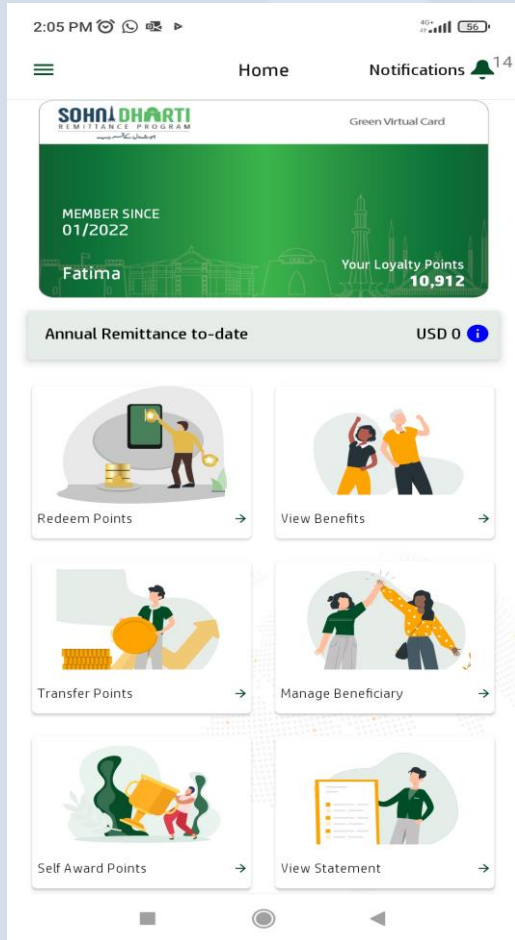 2:05 PM
4G+
56
Home
Notifications
14
SOHNI DHARTI
REMITTANCE PROGRAM
Green Virtual Card
MEMBER SINCE
01/2022
Fatima
Your Loyalty Points
10,912
Annual Remittance to-date
USD 0
Redeem Points
View Benefits
Transfer Points
Manage Beneficiary
Self Award Points
View Statement